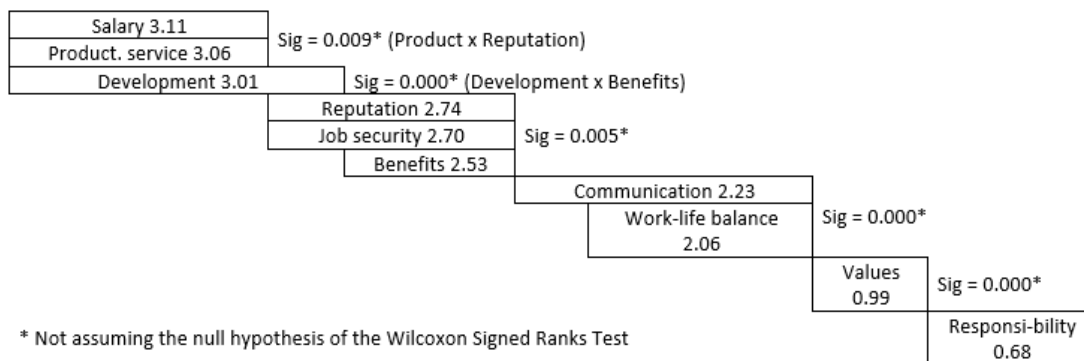 Salary 3.11
Sig = 0.009* (Product x Reputation)
Product. service 3.06
Development 3.01
Sig = 0.000* (Development x Benefits)
Reputation 2.74
Job security 2.70
Sig = 0.005*
Benefits 2.53
Communication 2.23
Work-life balance
2.06
Sig = 0.000*
Values
0.99
Sig = 0.000*
Responsi-bility
0.68
* Not assuming the null hypothesis of the Wilcoxon Signed Ranks Test